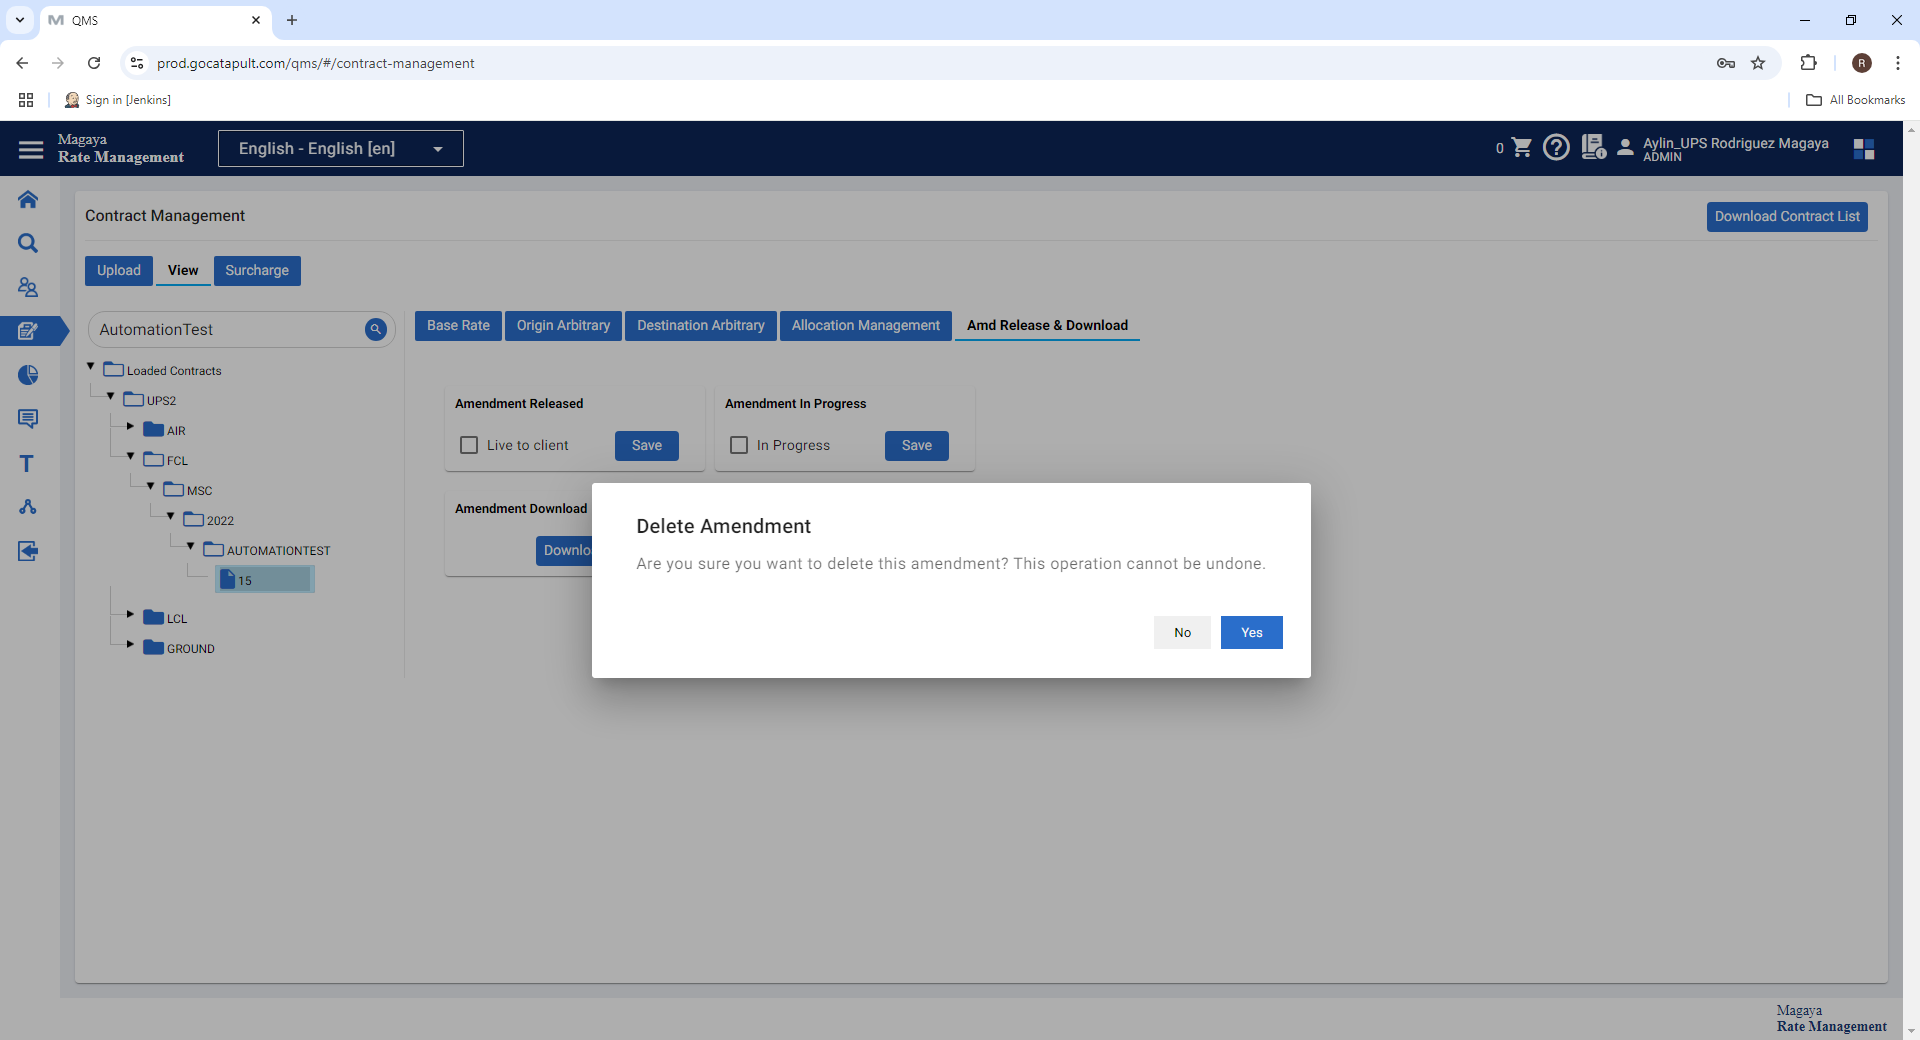 QMS
prod.gocatapult.com/qms/#/contract-management
R
Sign in [Jenkins]
All Bookmarks
Magaya
Rate Management
English - English [en]
0
Aylin_UPS Rodriguez Magaya
ADMIN
Contract Management
Download Contract List
Upload
View
Surcharge
AutomationTest
Base Rate
Origin Arbitrary
Destination Arbitrary
Allocation Management
Amd Release & Download
Loaded Contracts
UPS2
AIR
FCL
MSC
2022
AUTOMATIONTEST
15
LCL
GROUND
Amendment Released
Live to client
Save
Amendment In Progress
In Progress
Save
Amendment Download
Downlo
Delete Amendment
Are you sure you want to delete this amendment? This operation cannot be undone.
No
Yes
T
Magaya
Rate Management